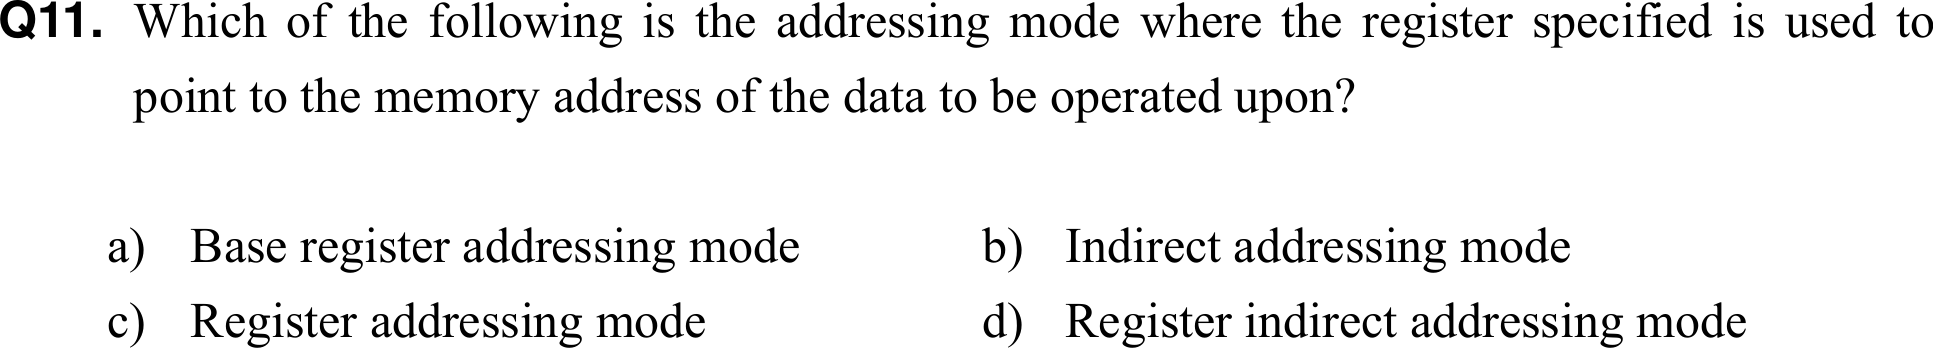 Q11. Which of the following is the addressing mode where the register specified is used to
point to the memory address of the data to be operated upon?
a) Base register addressing mode b) Indirect addressing mode
c) Register addressing mode d) Register indirect addressing mode